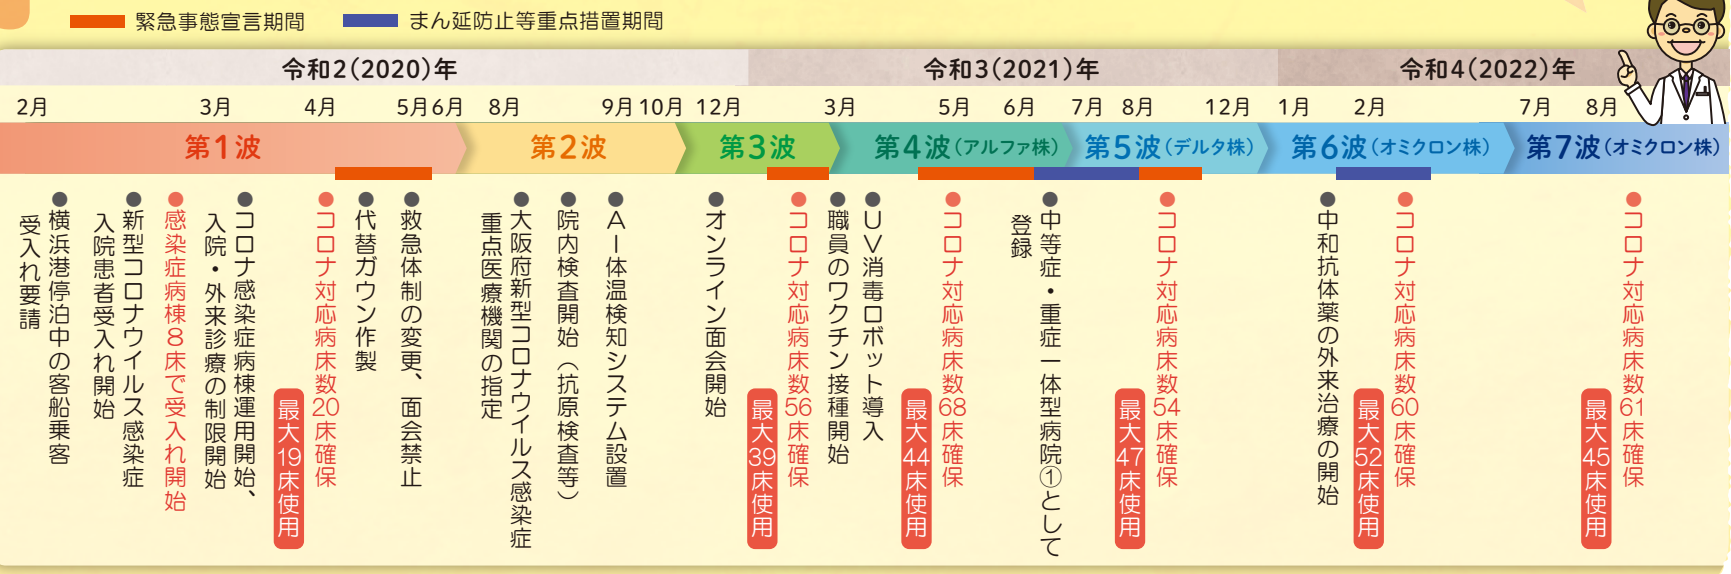 緊急事態宣言期間
まん延防止等重点措置期間
令和2(2020)年
令和3(2021)年
令和4(2022)年
2月
3月
4月
5月
6月
8月
9月
10月
12月
3月
5月
6月
7月
8月
12月
1月
2月
7月
8月
第1波
第2波
第3波
第4波(アルファ株)
第5波(デルタ株)
第6波(オミクロン株)
第7波(オミクロン株)
●横浜港停泊中の客船乗客
受入れ要請
●新型コロナウイルス感染症
入院患者受入れ開始
●感染症病棟8床で受入れ開始
●コロナ感染症病棟運用開始、
入院・外来診療の制限開始
●コロナ対応病床数20床確保
最大19床使用
●代替ガウン作製
●救急体制の変更、面会禁止
●大阪府新型コロナウイルス感染症
重点医療機関の指定
●院内検査開始(抗原検査等)
●AI体温検知システム設置
●オンライン面会開始
●コロナ対応病床数56床確保
最大39床使用
●職員のワクチン接種開始
●UV消毒ロボット導入
●コロナ対応病床数68床確保
最大44床使用
●中等症・重症一体型病院①として
登録
●コロナ対応病床数54床確保
最大47床使用
●中和抗体薬の外来治療の開始
●コロナ対応病床数60床確保
最大52床使用
●コロナ対応病床数61床確保
最大45床使用